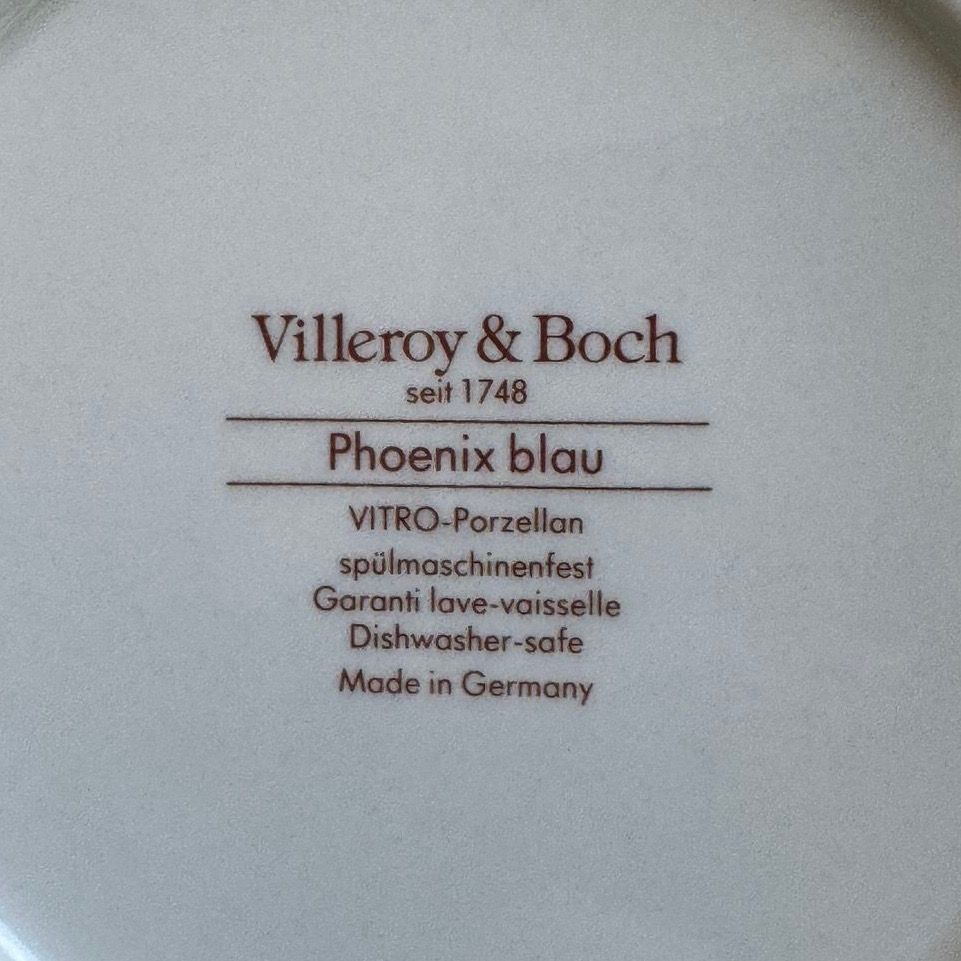 Villeroy & Boch
seit 1748
Phoenix blau
VITRO-Porzellan
spülmaschinenfest
Garanti lave-vaisselle
Dishwasher-safe
Made in Germany